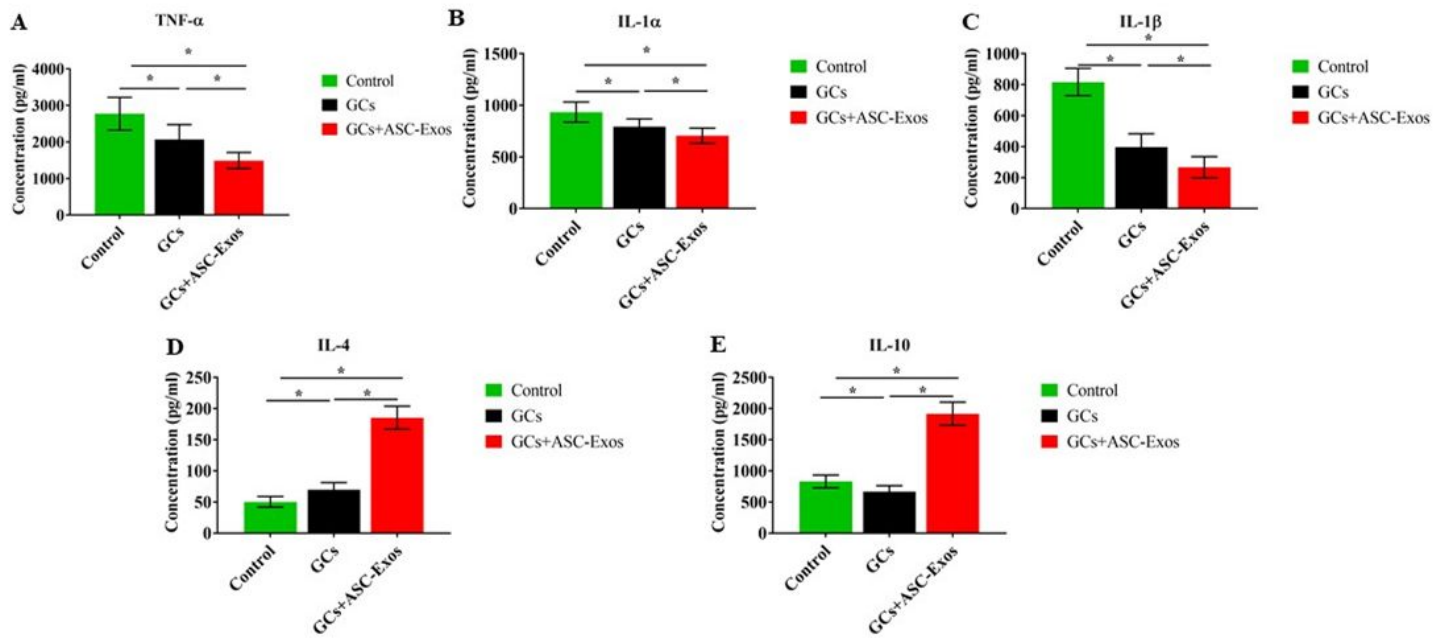 A
TNF-α
Concentration (pg/ml)
4000
3000
2000
1000
0
*
*
*
Control
GCs
GCs+ASC-Exos
Control
GCs
GCs+ASC-Exos
B
IL-1α
Concentration (pg/ml)
1500
1000
500
0
*
*
*
Control
GCs
GCs+ASC-Exos
Control
GCs
GCs+ASC-Exos
C
IL-1β
Concentration (pg/ml)
1000
800
600
400
200
0
*
*
*
Control
GCs
GCs+ASC-Exos
Control
GCs
GCs+ASC-Exos
D
IL-4
Concentration (pg/ml)
250
200
150
100
50
0
*
*
*
Control
GCs
GCs+ASC-Exos
Control
GCs
GCs+ASC-Exos
E
IL-10
Concentration (pg/ml)
2500
2000
1500
1000
500
0
*
*
*
Control
GCs
GCs+ASC-Exos
Control
GCs
GCs+ASC-Exos